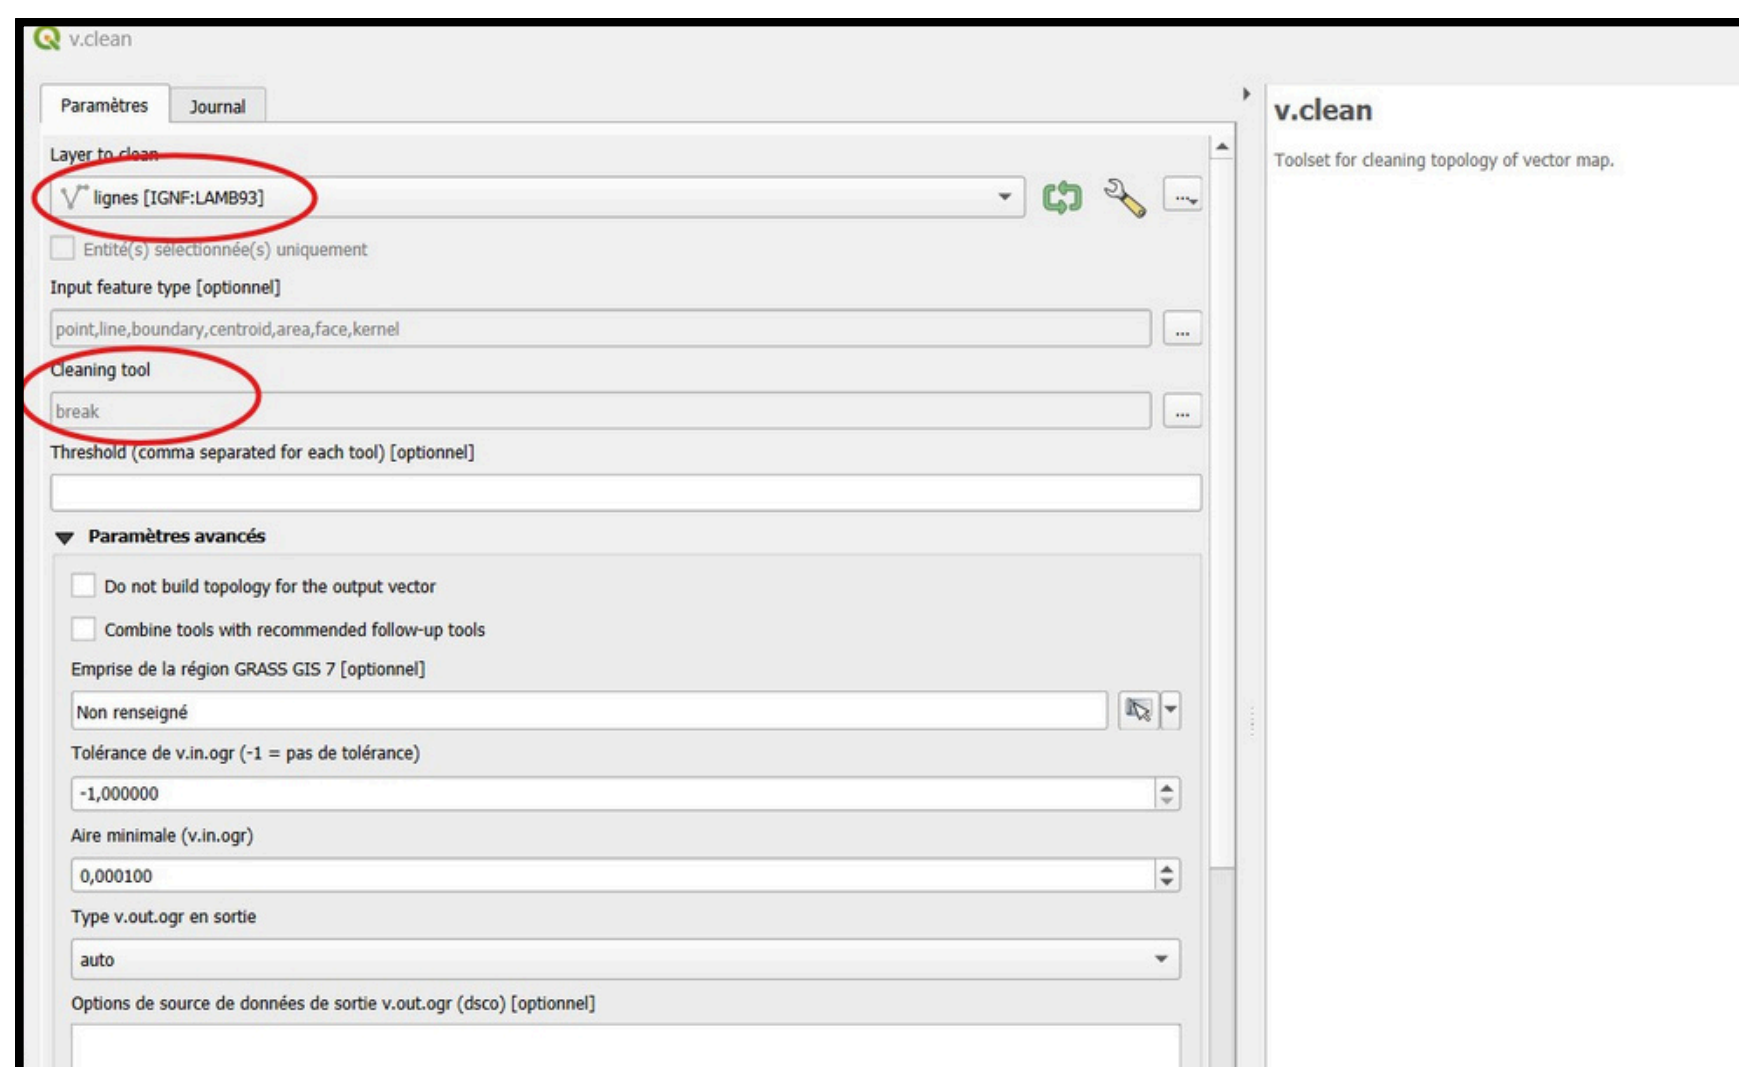 v.clean
Paramètres
Journal
Layer to clean
lignes [IGNF:LAMB93]
...
Entité(s) sélectionnée(s) uniquement
Input feature type [optionnel]
point,line,boundary,centroid,area,face,kernel
...
Cleaning tool
break
...
Threshold (comma separated for each tool) [optionnel]
Paramètres avancés
Do not build topology for the output vector
Combine tools with recommended follow-up tools
Emprise de la région GRASS GIS 7 [optionnel]
Non renseigné
Tolérance de v.in.ogr (-1 = pas de tolérance)
-1,000000
Aire minimale (v.in.ogr)
0,000100
Type v.out.ogr en sortie
auto
Options de source de données de sortie v.out.ogr (dsco) [optionnel]
v.clean
Toolset for cleaning topology of vector map.